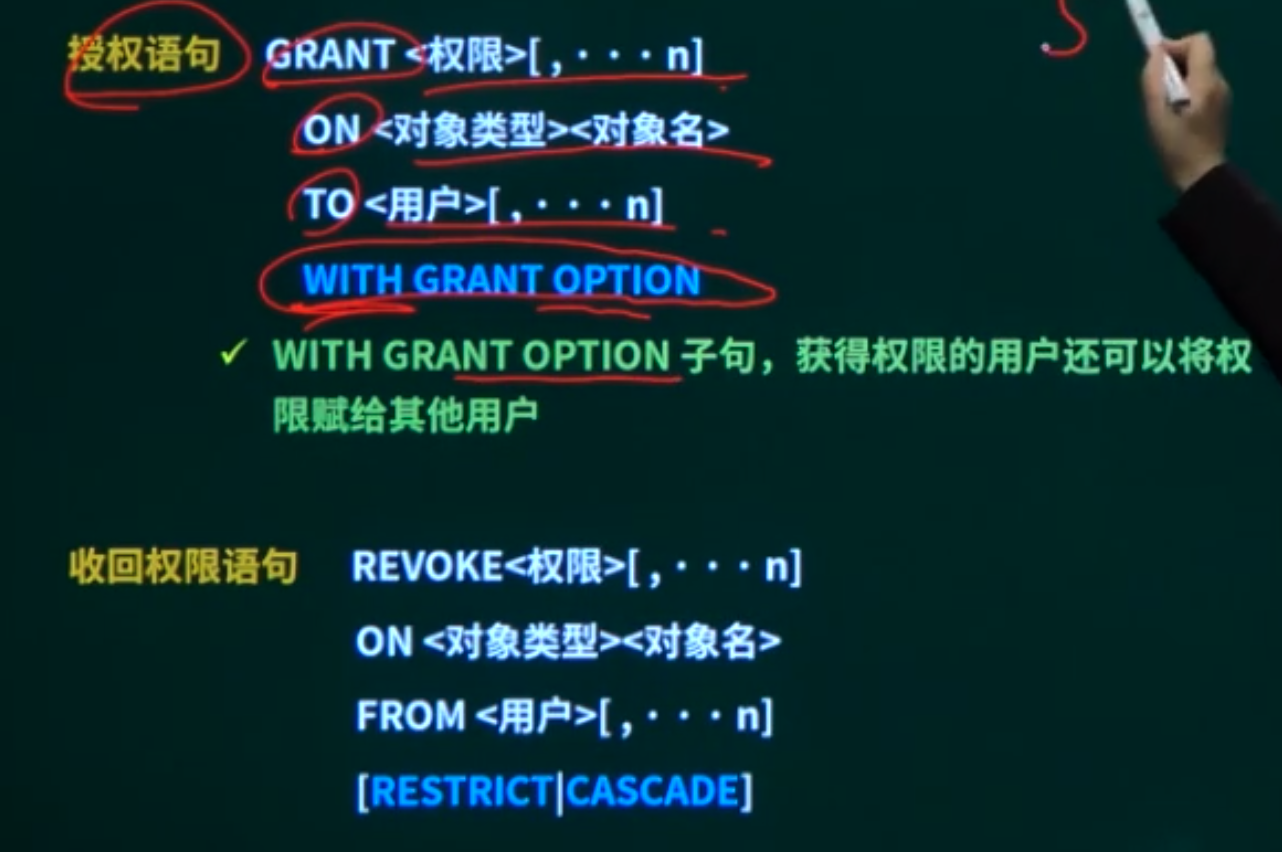 授权语句 GRANT <权限>[ , · · · n]
ON <对象类型><对象名>
TO <用户>[ , · · · n]
WITH GRANT OPTION
✓ WITH GRANT OPTION 子句，获得权限的用户还可以将权
限赋给其他用户
收回权限语句 REVOKE<权限>[ , · · · n]
ON <对象类型><对象名>
FROM <用户>[ , · · · n]
[RESTRICT|CASCADE]